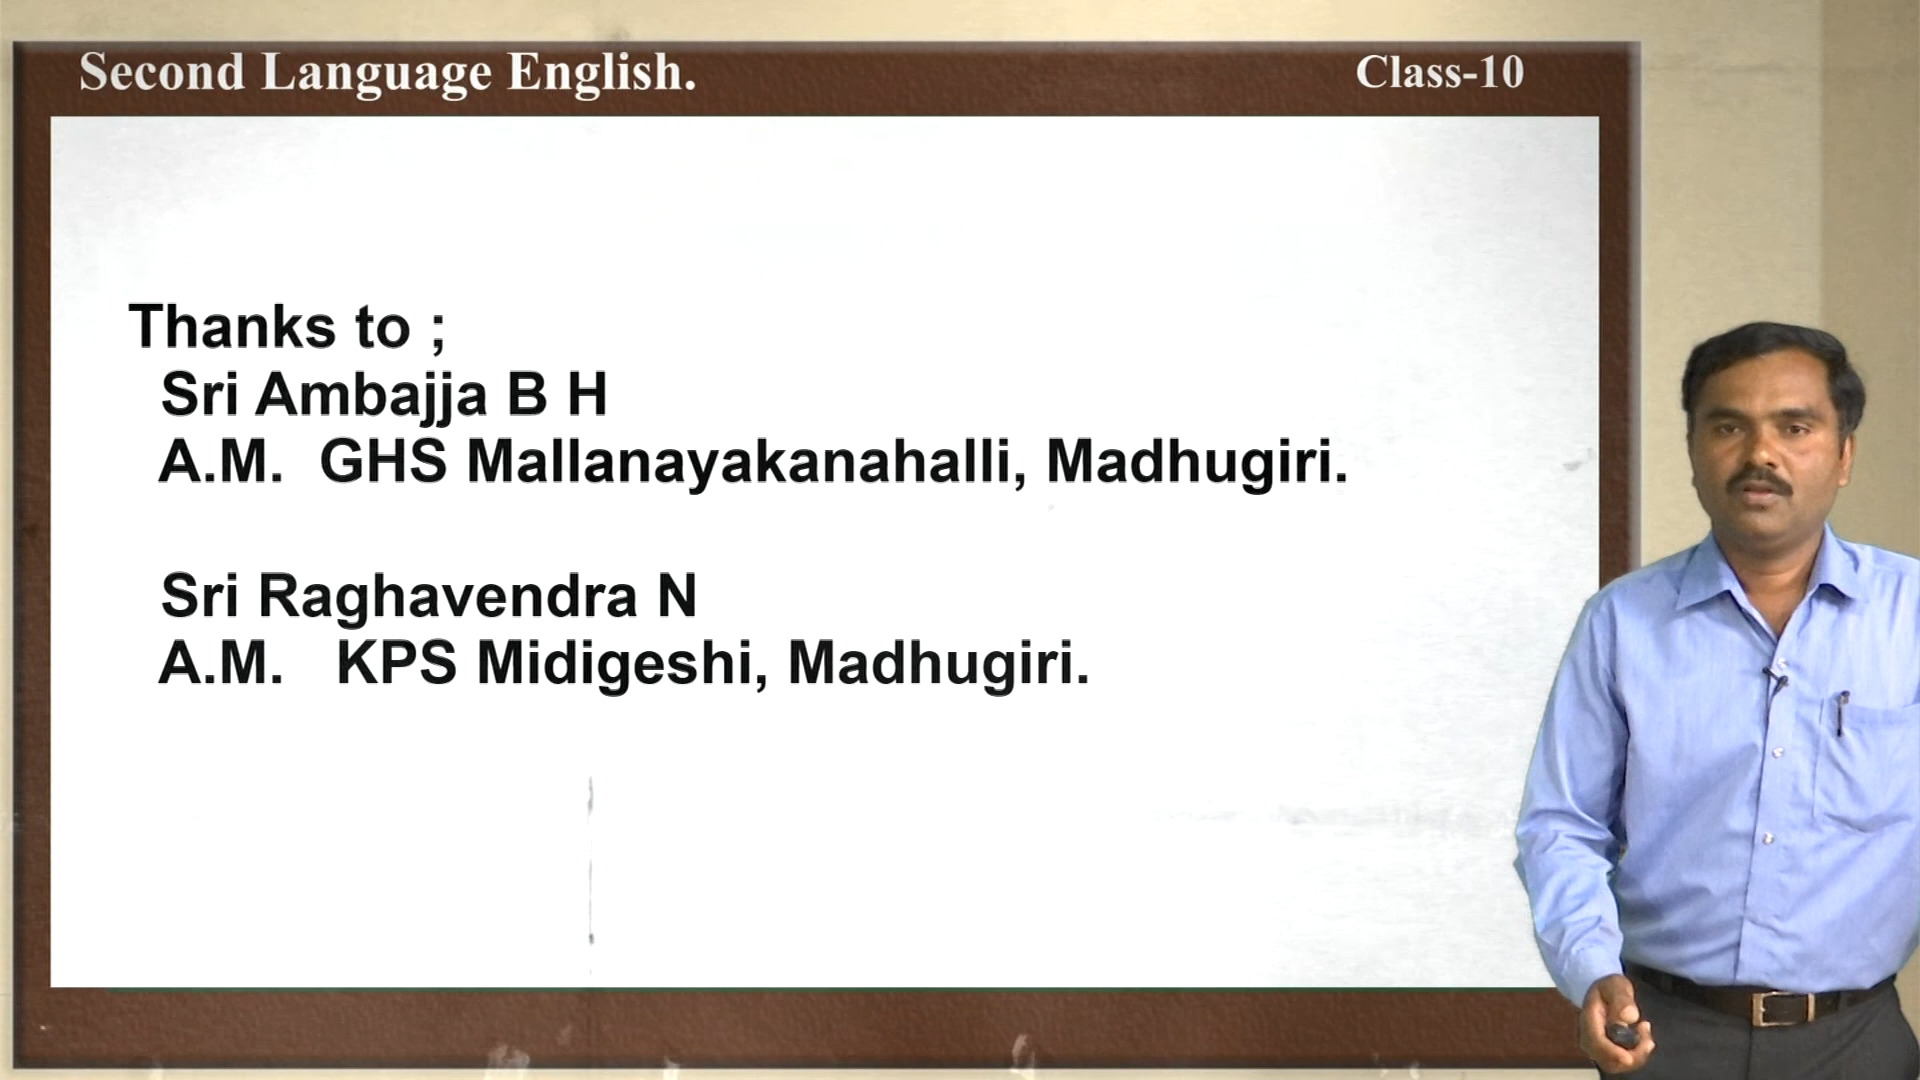 Second Language English.
Class-10
Thanks to ;
Sri Ambajja B H
A.M. GHS Mallanayakanahalli, Madhugiri.
Sri Raghavendra N
A.M. KPS Midigeshi, Madhugiri.